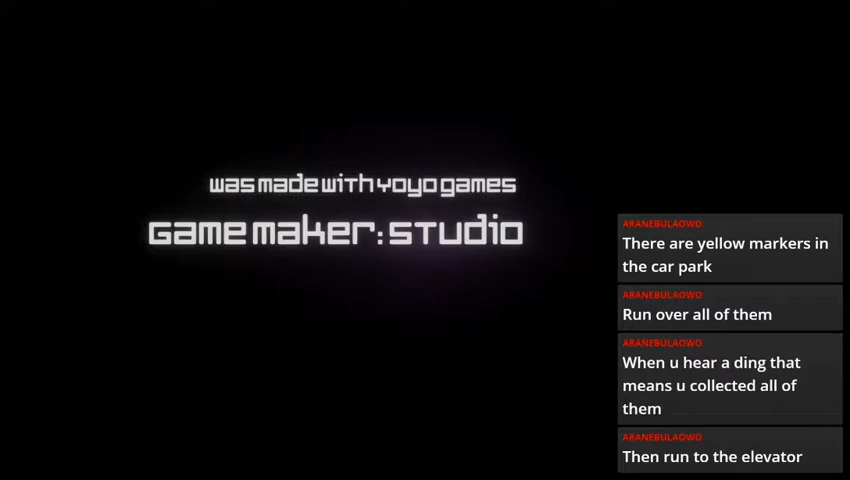 was made with yoyo games
Game maker: studio
ARANEBULAOWO
There are yellow markers in
the car park
ARANEBULAOWO
Run over all of them
ARANEBULAOWO
When u hear a ding that
means u collected all of
them
ARANEBULAOWO
Then run to the elevator